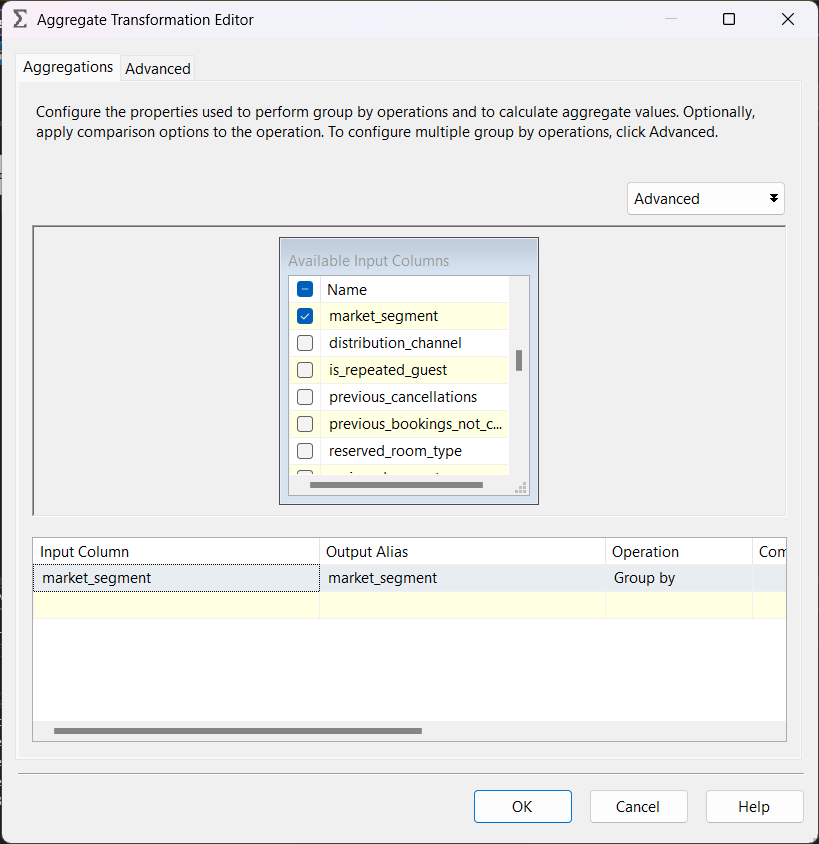 Aggregate Transformation Editor
Aggregations
Advanced
Configure the properties used to perform group by operations and to calculate aggregate values. Optionally,
apply comparison options to the operation. To configure multiple group by operations, click Advanced.
Advanced
Available Input Columns
Name
market_segment
distribution_channel
is_repeated_guest
previous_cancellations
previous_bookings_not_c...
reserved_room_type
Input Column Output Alias Operation Com
market_segment market_segment Group by
OK Cancel Help